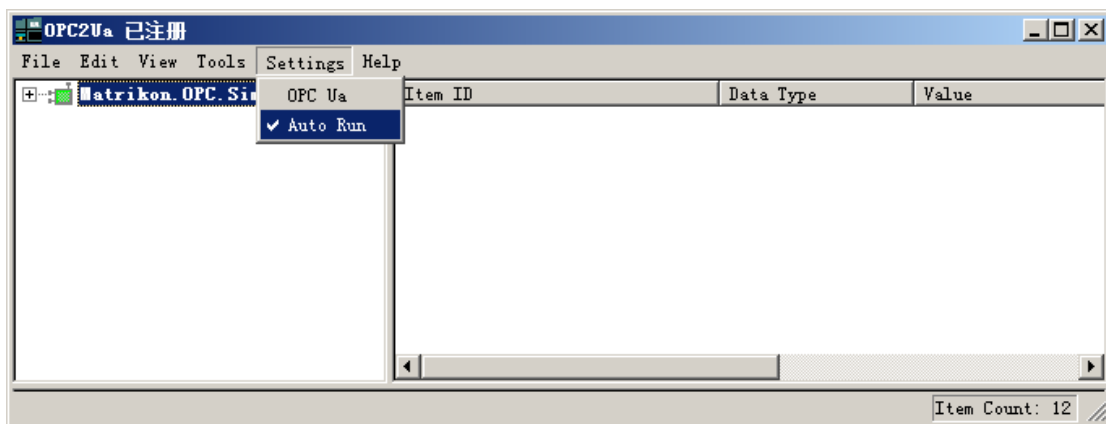 OPC2Ua 已注册
File Edit View Tools Settings Help
Matrikon.OPC.Sim
OPC Ua
Auto Run
Item ID Data Type Value
Item Count: 12